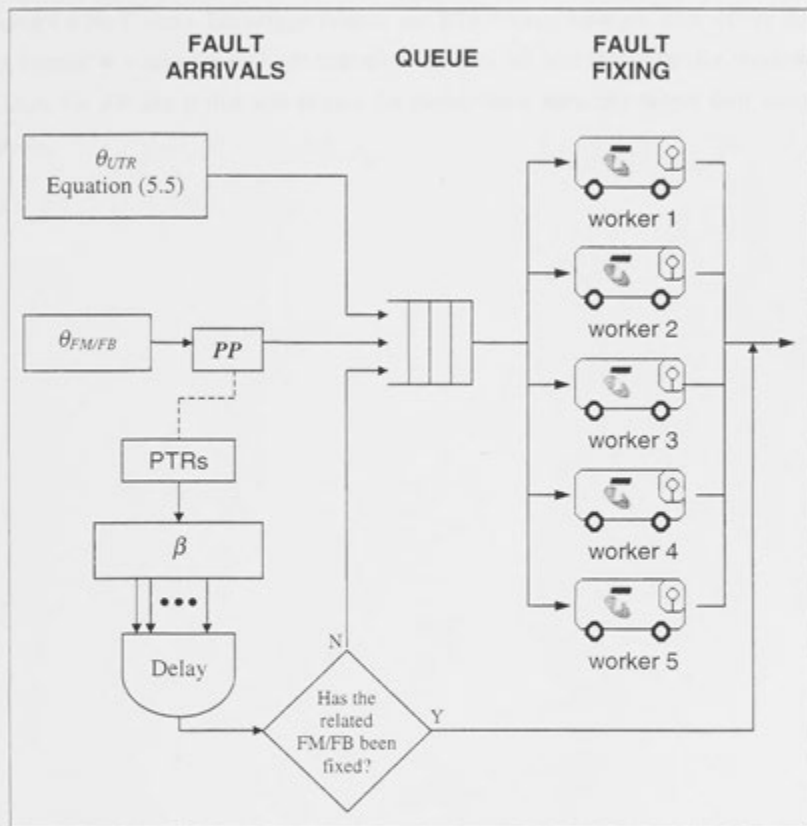 FAULT
ARRIVALS
QUEUE
FAULT
FIXING
θUTR
Equation (5.5)
worker 1
worker 2
θFM/FB
PP
worker 3
PTRs
worker 4
β
Delay
worker 5
N
Has the
related
FM/FB been
fixed?
Y